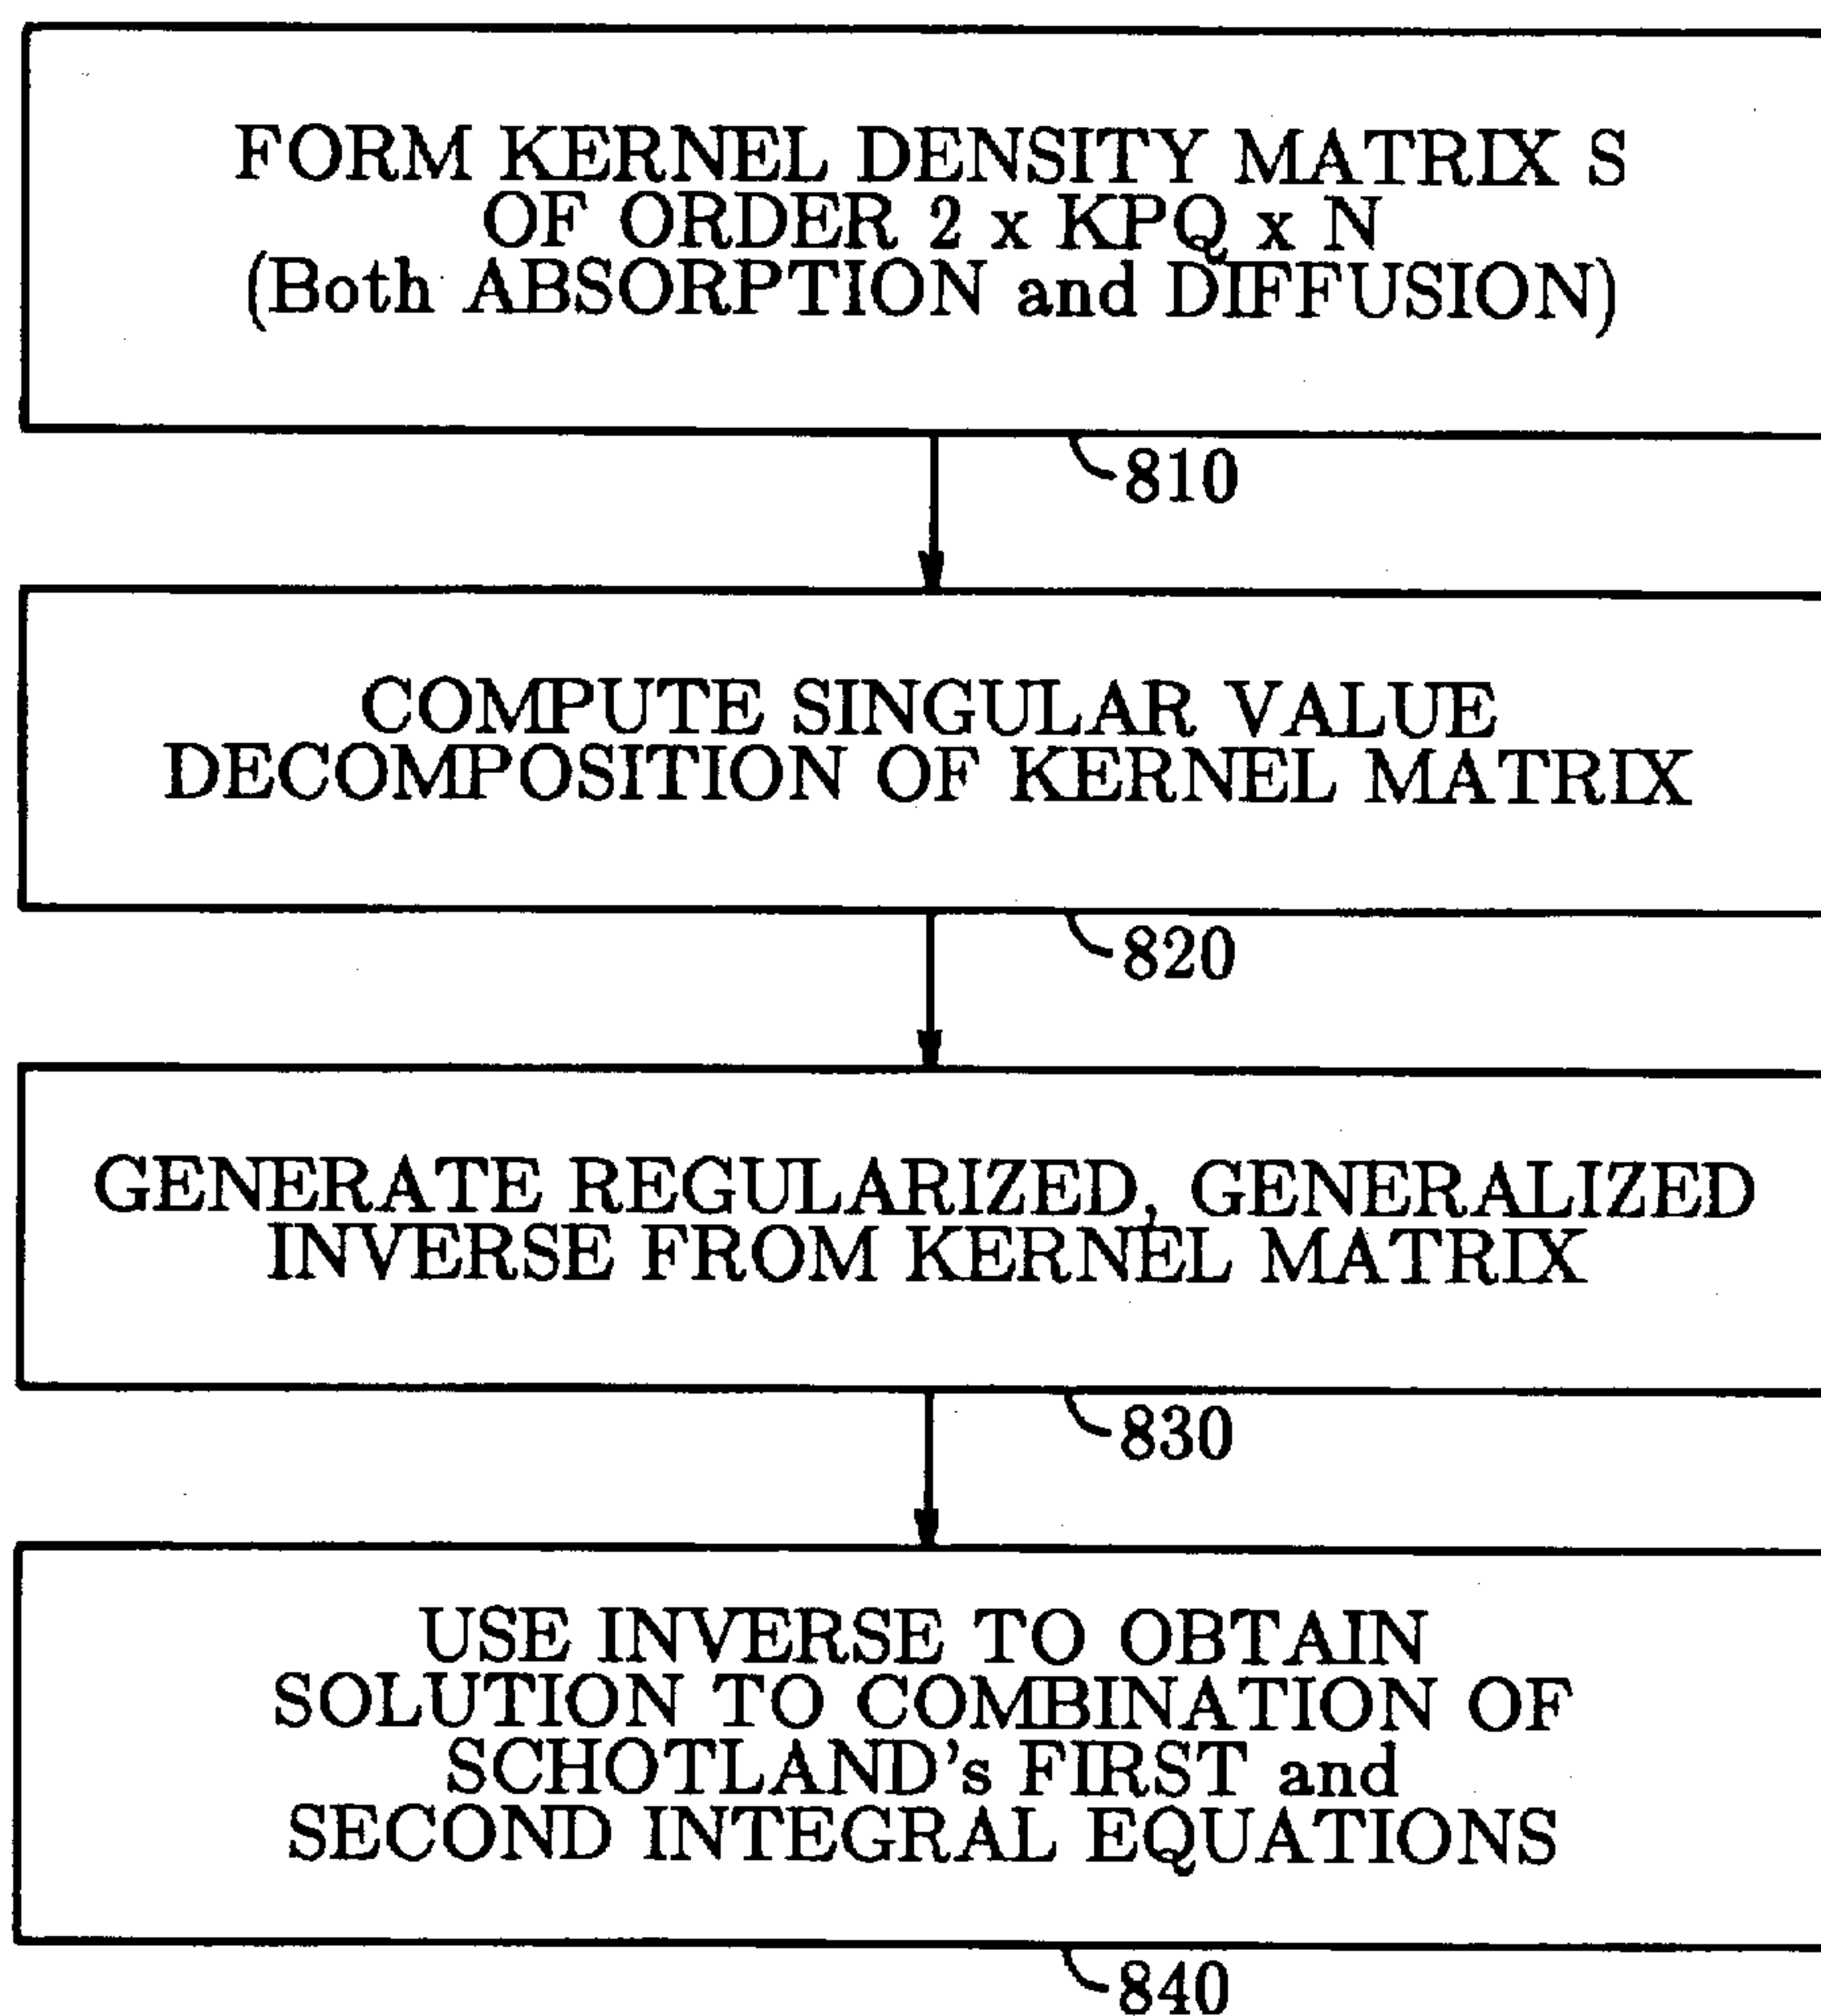 FORM KERNEL DENSITY MATRIX S
OF ORDER 2 x KPQ x N
(Both ABSORPTION and DIFFUSION)
810
COMPUTE SINGULAR VALUE
DECOMPOSITION OF KERNEL MATRIX
820
GENERATE REGULARIZED, GENERALIZED
INVERSE FROM KERNEL MATRIX
830
USE INVERSE TO OBTAIN
SOLUTION TO COMBINATION OF
SCHOTLAND's FIRST and
SECOND INTEGRAL EQUATIONS
840